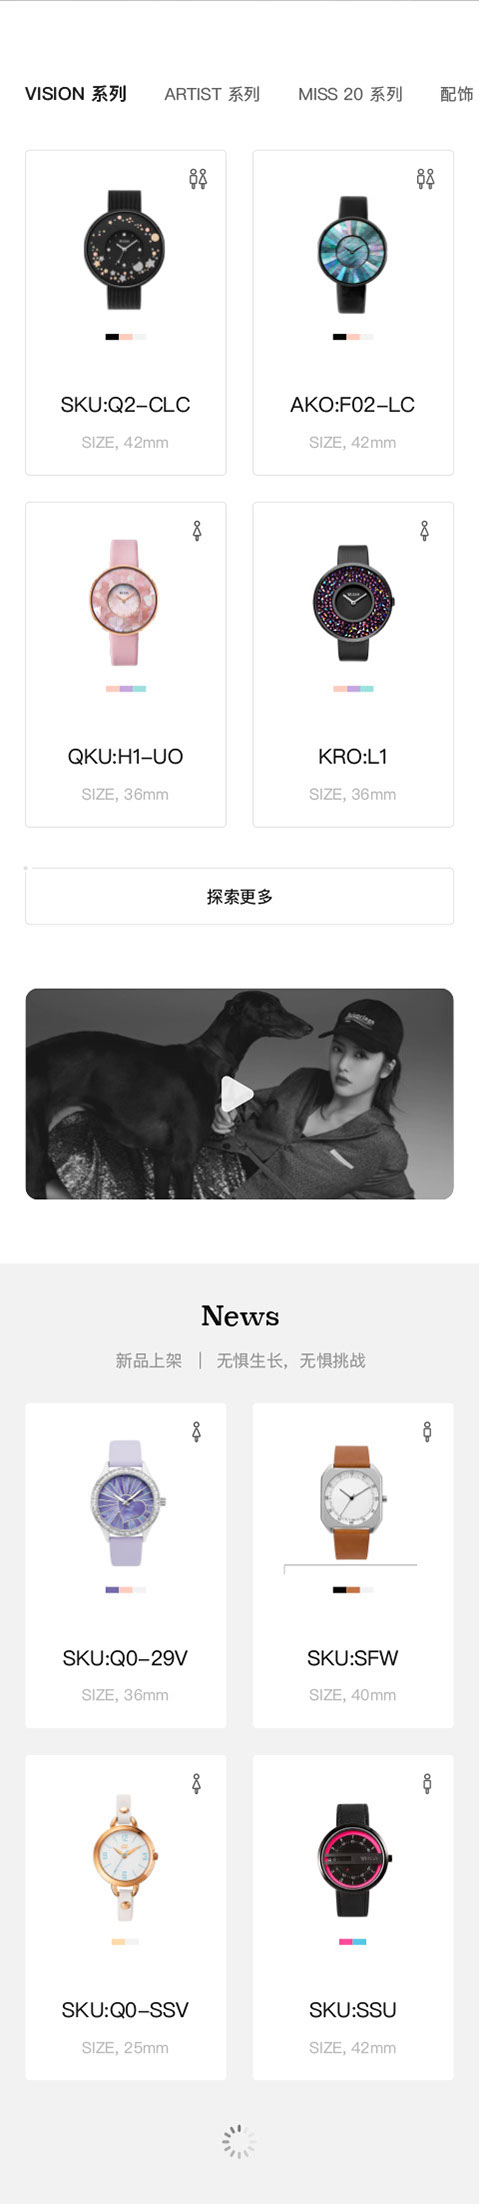 VISION 系列 ARTIST 系列 MISS 20 系列 配饰
SKU:Q2-CLC
SIZE, 42mm
AKO:F02-LC
SIZE, 42mm
QKU:H1-UO
SIZE, 36mm
KRO:L1
SIZE, 36mm
探索更多
News
新品上架 | 无惧生长, 无惧挑战
SKU:Q0-29V
SIZE, 36mm
SKU:SFW
SIZE, 40mm
SKU:Q0-SSV
SIZE, 25mm
SKU:SSU
SIZE, 42mm